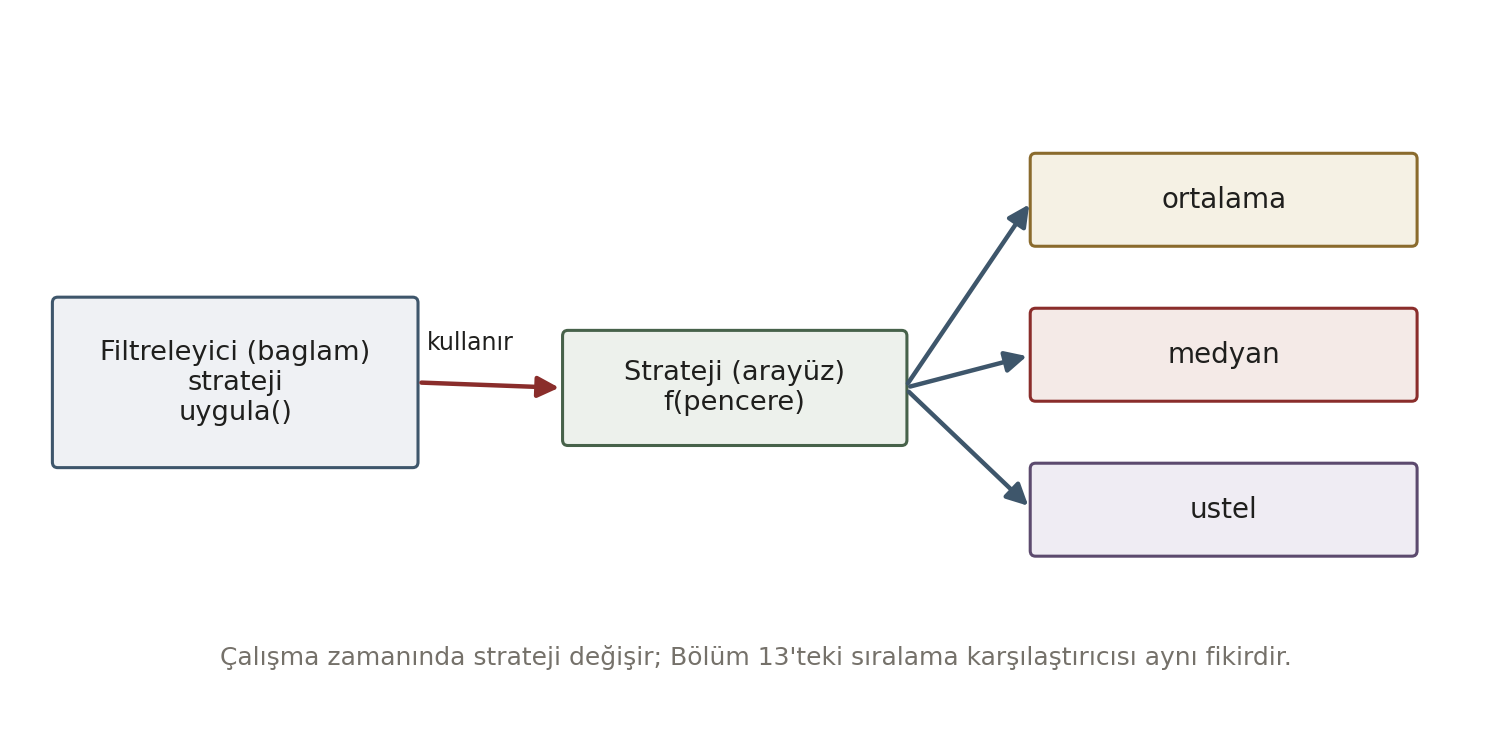 Filtreleyici (baglam)
strateji
uygula()
kullanır
Strateji (arayüz)
f(pencere)
ortalama
medyan
ustel
Çalışma zamanında strateji değişir; Bölüm 13'teki sıralama karşılaştırıcısı aynı fikirdir.